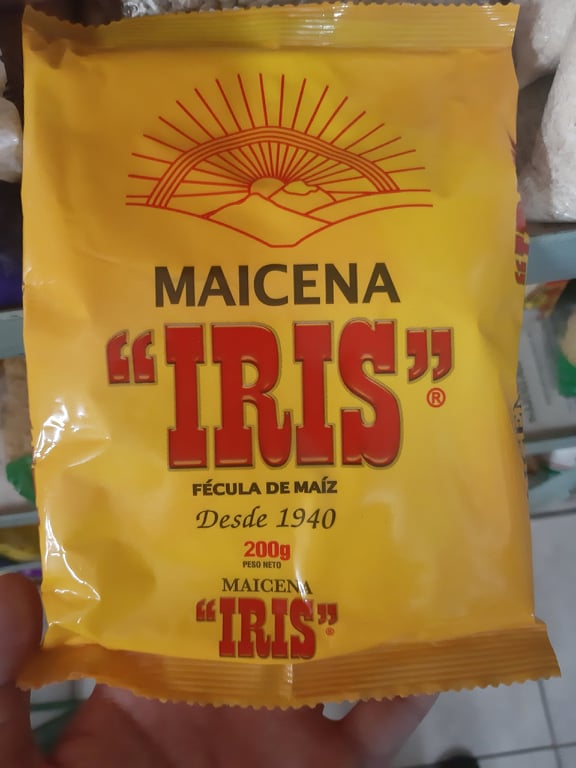 MAICENA
“IRIS”®
FÉCULA DE MAÍZ
Desde 1940
200g
PESO NETO
MAICENA
“IRIS”®